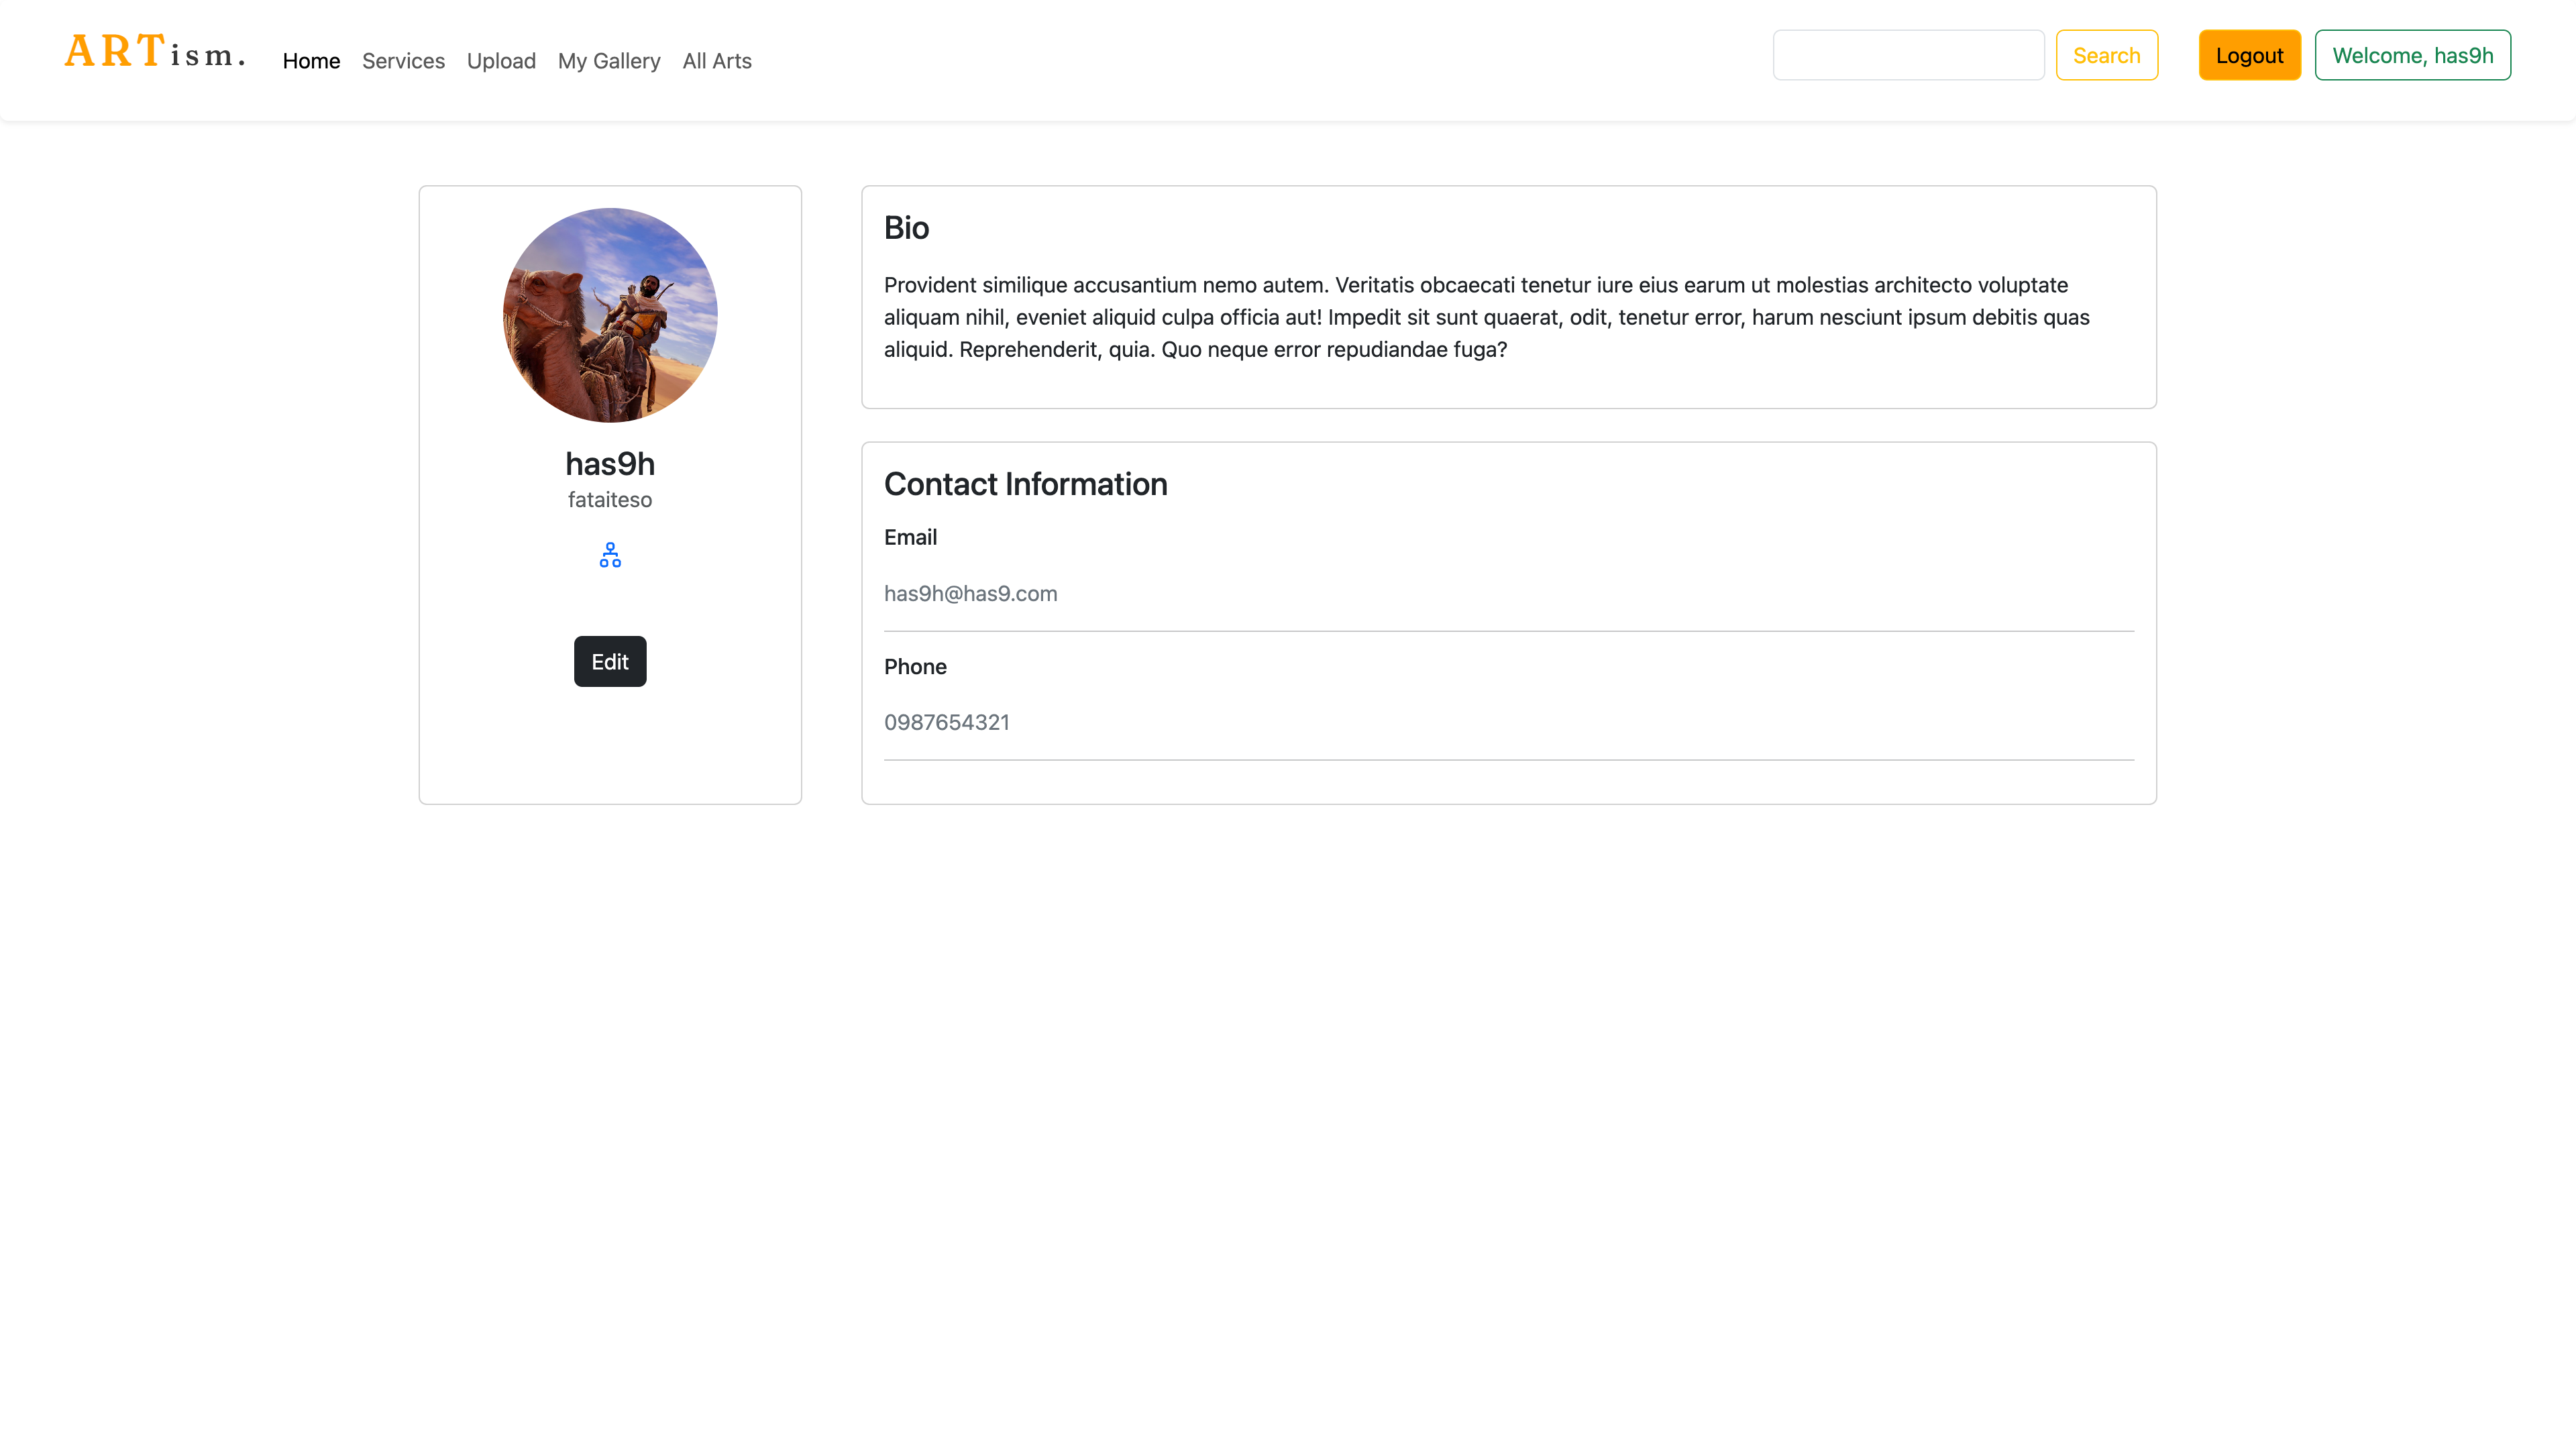 ARTism.
Home Services Upload My Gallery All Arts
Search
Logout
Welcome, has9h
has9h
fataiteso
Edit
Bio
Provident similique accusantium nemo autem. Veritatis obcaecati tenetur iure eius earum ut molestias architecto voluptate
aliquam nihil, eveniet aliquid culpa officia aut! Impedit sit sunt quaerat, odit, tenetur error, harum nesciunt ipsum debitis quas
aliquid. Reprehenderit, quia. Quo neque error repudiandae fuga?
Contact Information
Email
has9h@has9.com
Phone
0987654321